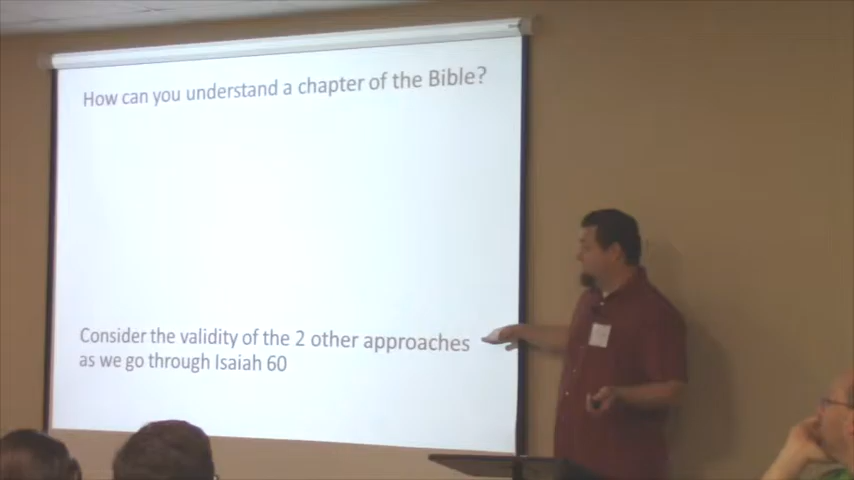 How can you understand a chapter of the Bible?
Consider the validity of the 2 other approaches
as we go through Isaiah 60